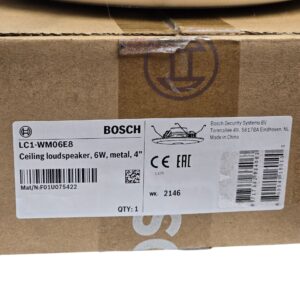 BOSCH
LC1-WM06E8
Ceiling loudspeaker, 6W, metal, 4"
Mat/N:F01U075422
QTY: 1
Bosch Security Systems BV
Torenallee 49, 5617BA Eindhoven, NL
Made in China
CE EAC
WK: 2146